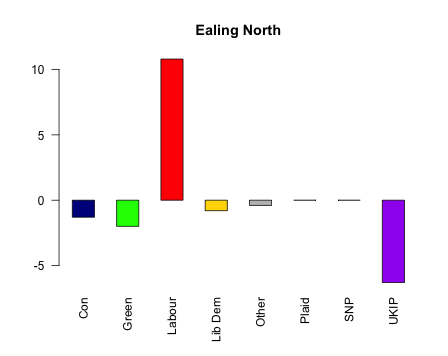 Ealing North
10
5
0
-5
Con
Green
Labour
Lib Dem
Other
Plaid
SNP
UKIP